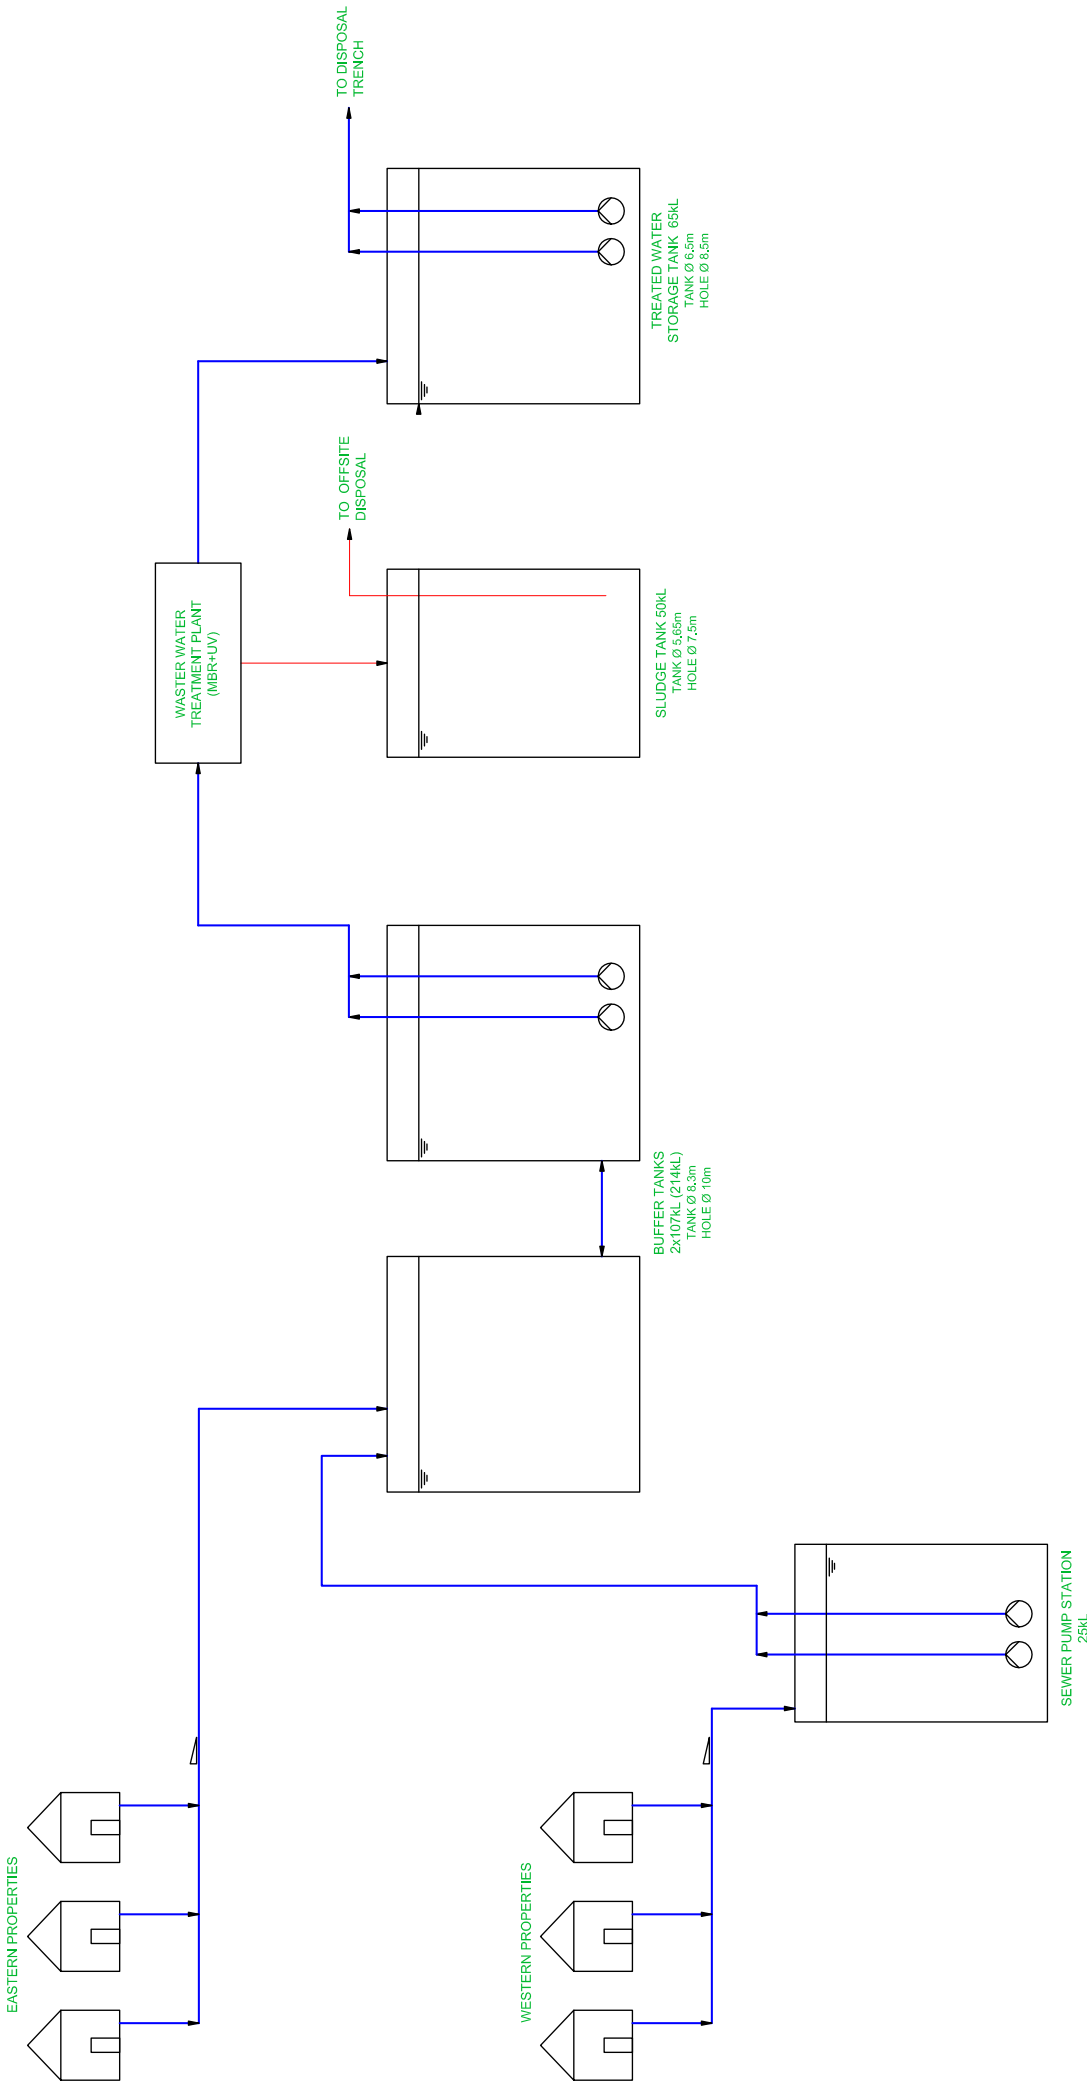 EASTERN PROPERTIES
WESTERN PROPERTIES
SEWER PUMP STATION
25kL
BUFFER TANKS
2x107kL (214kL)
TANK Ø 8.3m
HOLE Ø 10m
WASTER WATER
TREATMENT PLANT
(MBR+UV)
SLUDGE TANK 50kL
TANK Ø 5.65m
HOLE Ø 7.5m
TO OFFSITE
DISPOSAL
TREATED WATER
STORAGE TANK 65kL
TANK Ø 6.5m
HOLE Ø 8.5m
TO DISPOSAL
TRENCH